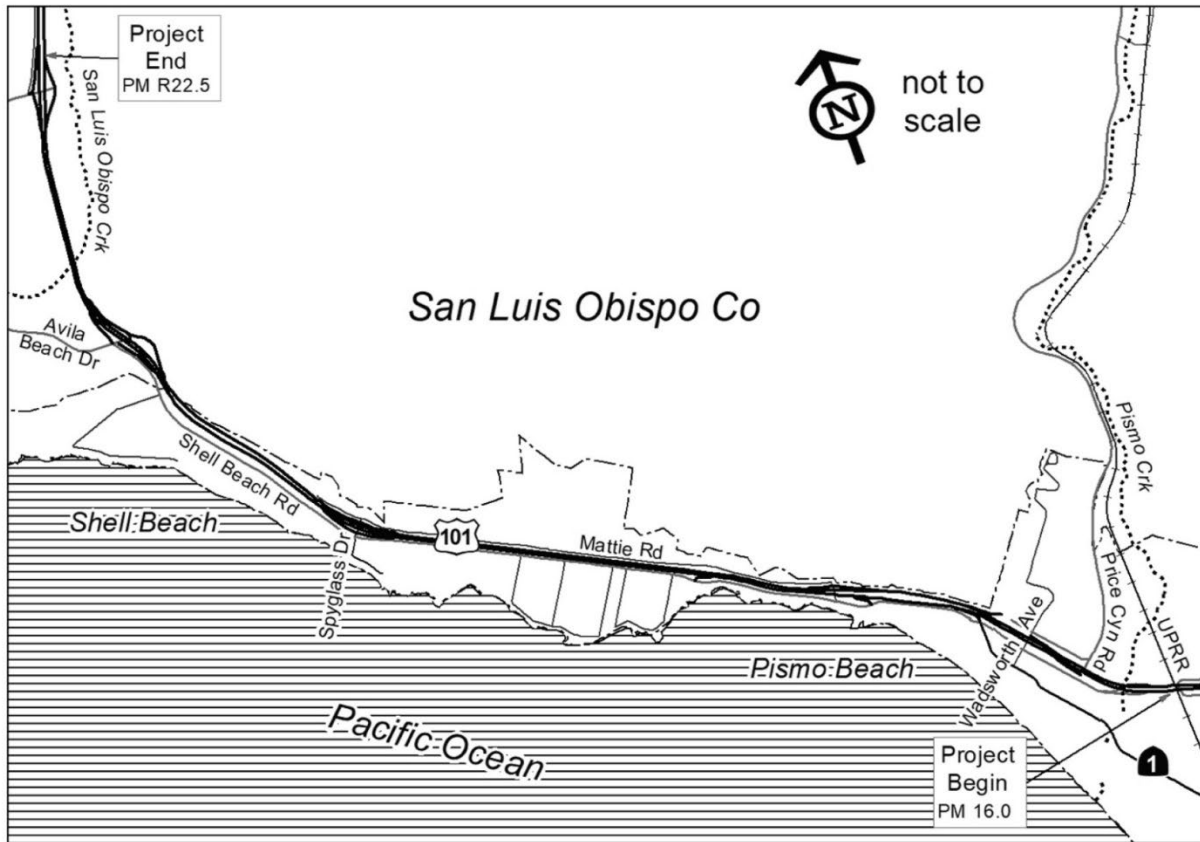 Project
End
PM R22.5
San Luis Obispo Crk
N
not to
scale
San Luis Obispo Co
Avila
Beach Dr
Shell Beach Rd
Shell Beach
Spyglass Dr
101
Mattie Rd
Pismo Crk
Price Cyn Rd
UPRR
Wadsworth Ave
Pismo Beach
Pacific Ocean
Project
Begin
PM 16.0
1